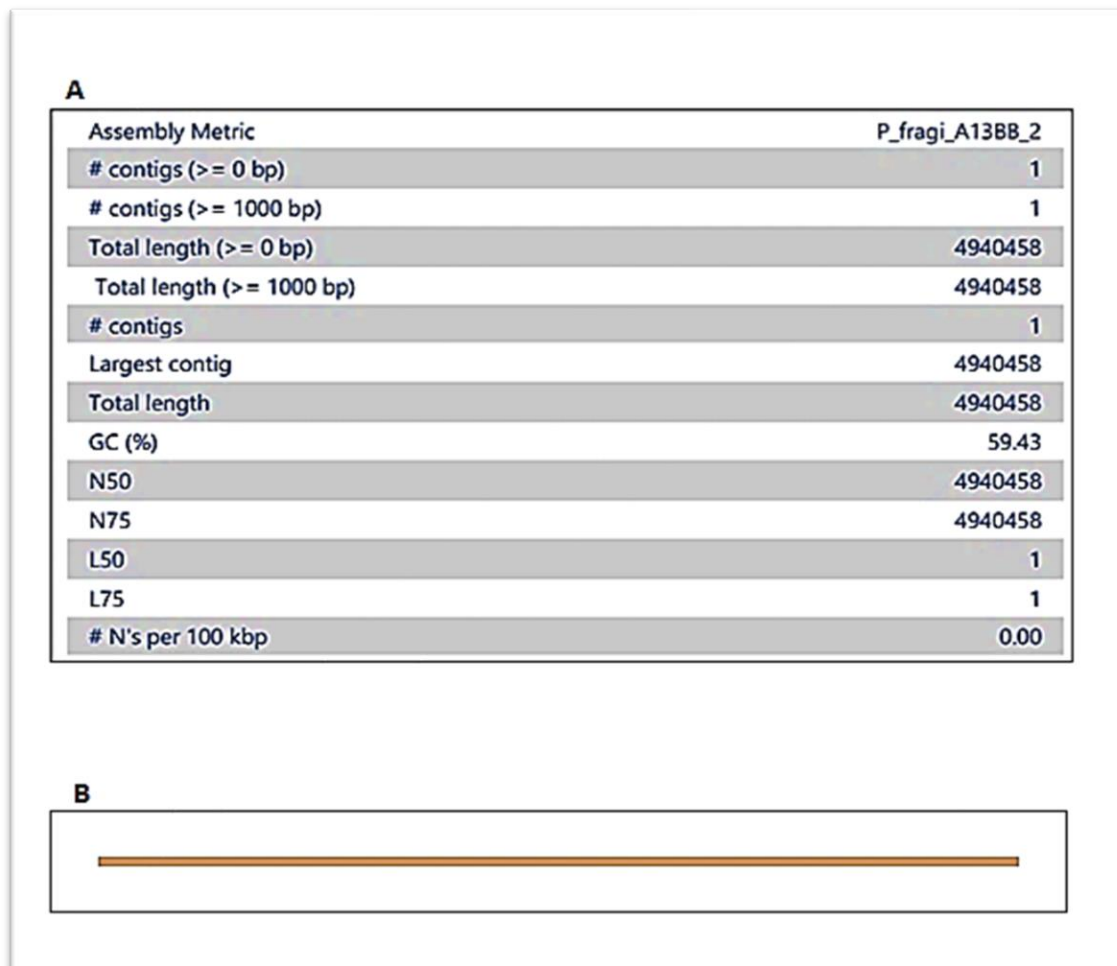 A
Assembly Metric P_fragi_A13BB_2
# contigs (>= 0 bp) 1
# contigs (>= 1000 bp) 1
Total length (>= 0 bp) 4940458
Total length (>= 1000 bp) 4940458
# contigs 1
Largest contig 4940458
Total length 4940458
GC (%) 59.43
N50 4940458
N75 4940458
L50 1
L75 1
# N's per 100 kbp 0.00
B